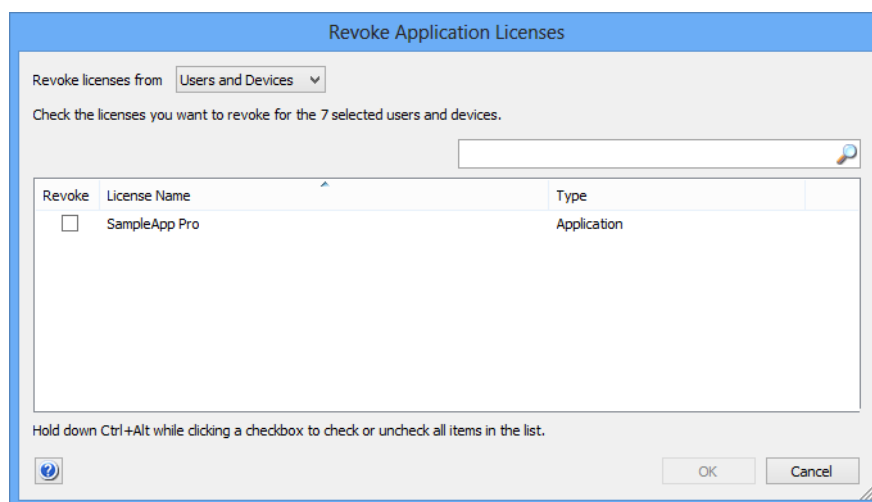 Revoke Application Licenses
Revoke licenses from Users and Devices
Check the licenses you want to revoke for the 7 selected users and devices.
Revoke License Name Type
SampleApp Pro Application
Hold down Ctrl+Alt while clicking a checkbox to check or uncheck all items in the list.
? OK Cancel